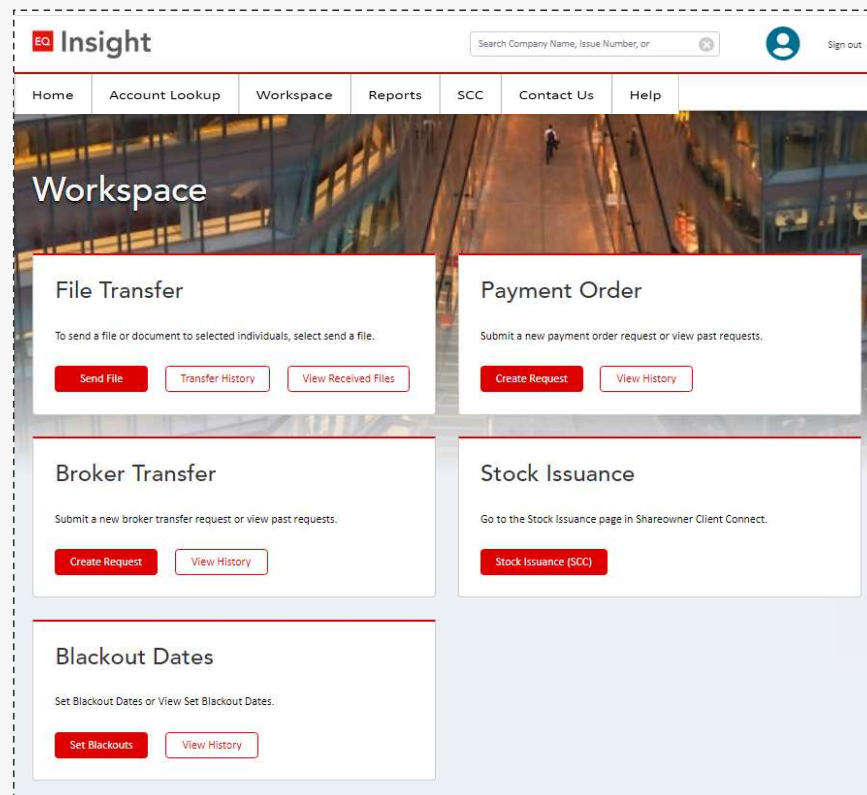 EQ Insight
Search Company Name, Issue Number, or
Sign out
Home Account Lookup Workspace Reports SCC Contact Us Help
Workspace
File Transfer
To send a file or document to selected individuals, select send a file.
Send File Transfer History View Received Files
Payment Order
Submit a new payment order request or view past requests.
Create Request View History
Broker Transfer
Submit a new broker transfer request or view past requests.
Create Request View History
Stock Issuance
Go to the Stock Issuance page in Shareowner Client Connect.
Stock Issuance (SCC)
Blackout Dates
Set Blackout Dates or View Set Blackout Dates.
Set Blackouts View History